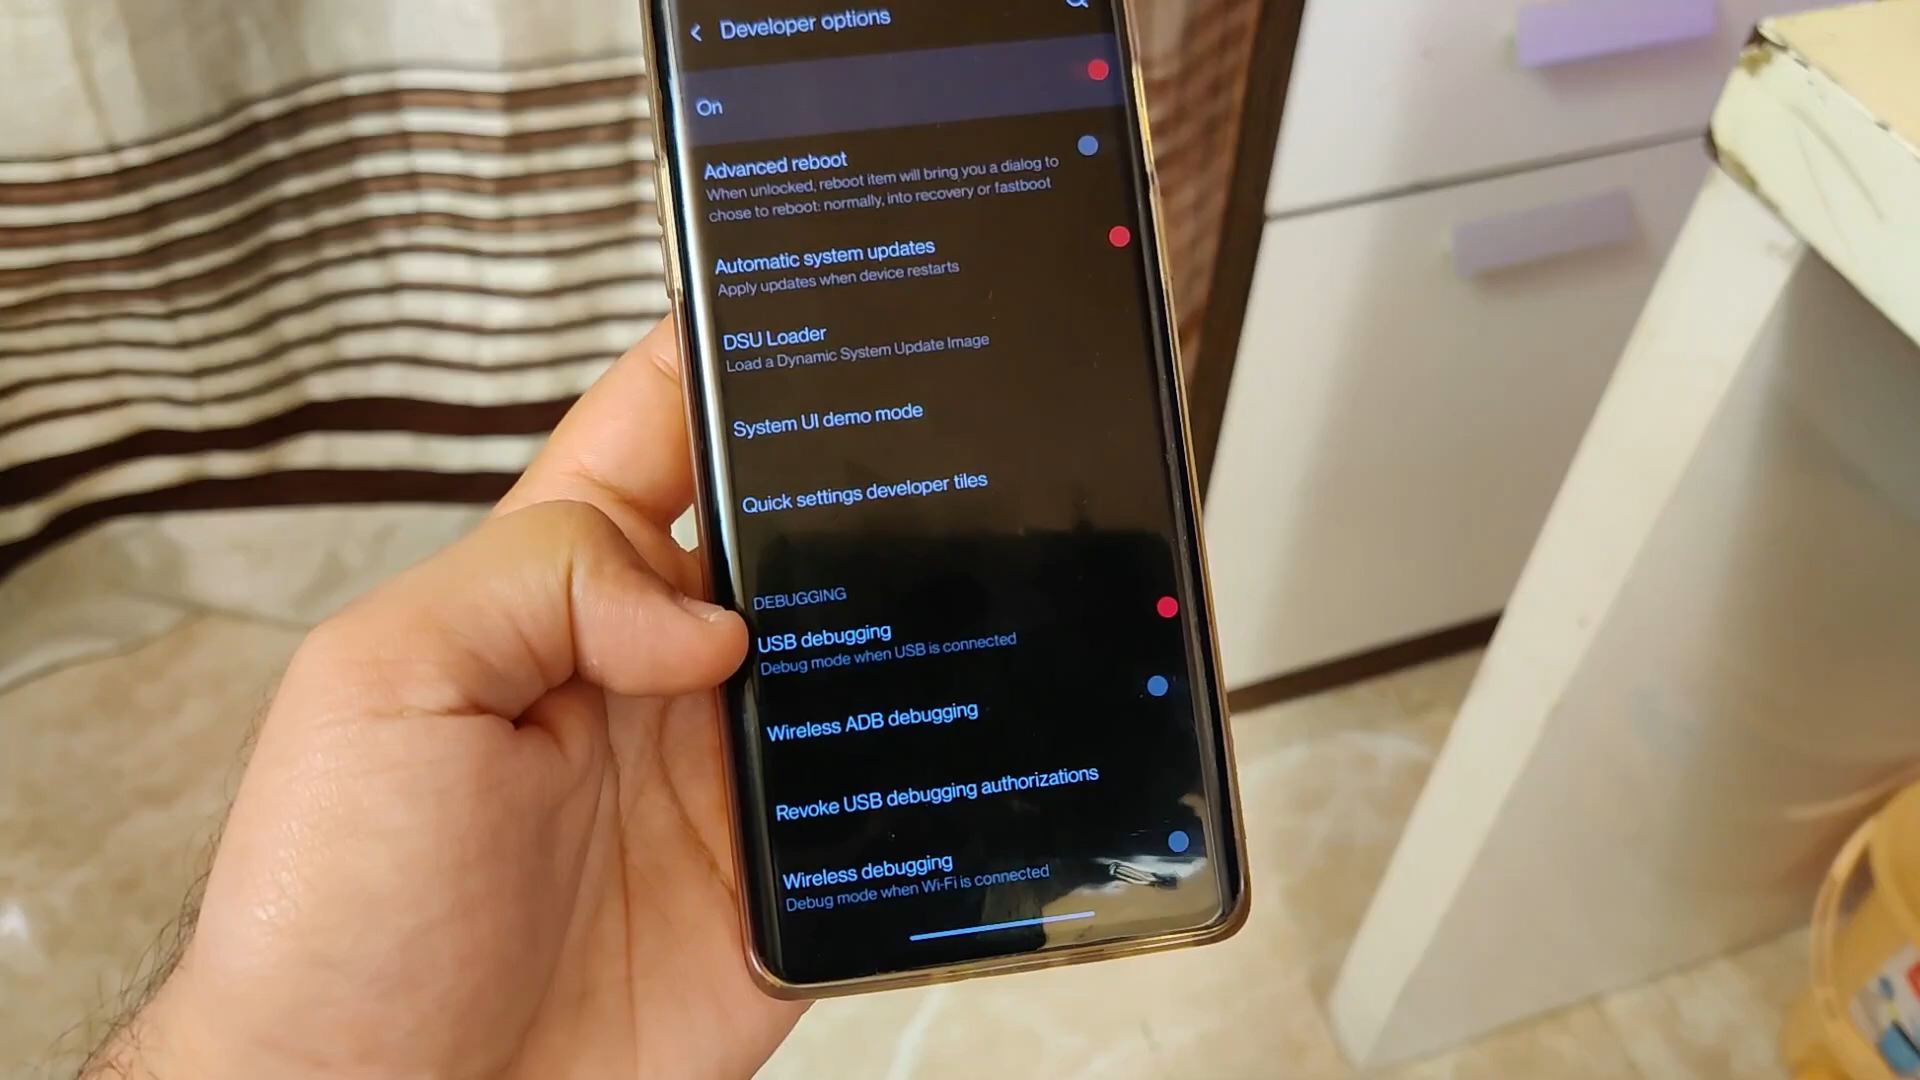 Developer options
On
Advanced reboot
When unlocked, reboot item will bring you a dialog to
chose to reboot: normally, into recovery or fastboot
Automatic system updates
Apply updates when device restarts
DSU Loader
Load a Dynamic System Update Image
System UI demo mode
Quick settings developer tiles
DEBUGGING
USB debugging
Debug mode when USB is connected
Wireless ADB debugging
Revoke USB debugging authorizations
Wireless debugging
Debug mode when Wi-Fi is connected